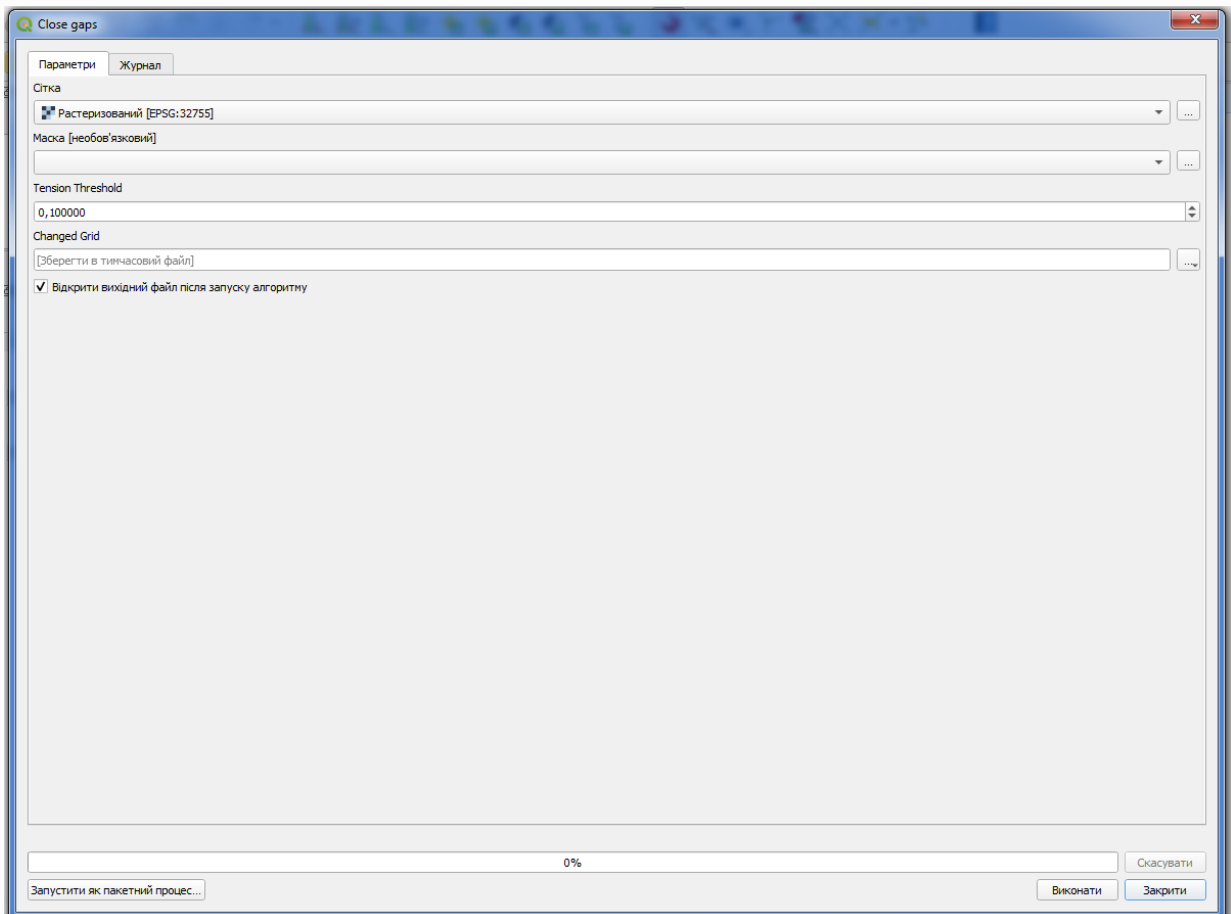 Close gaps
Параметри
Журнал
Сітка
Растеризований [EPSG:32755]
...
Маска [необов'язковий]
...
Tension Threshold
0,100000
Changed Grid
[Зберегти в тимчасовий файл]
...
Відкрити вихідний файл після запуску алгоритму
0%
Скасувати
Запустити як пакетний процес...
Виконати
Закрити